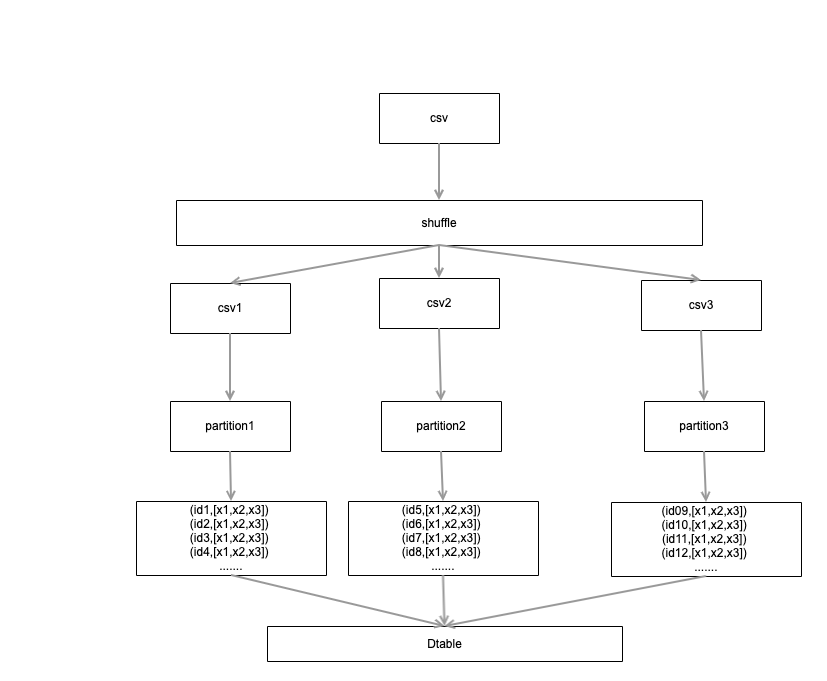 csv
shuffle
csv1
csv2
csv3
partition1
partition2
partition3
(id1,[x1,x2,x3])
(id2,[x1,x2,x3])
(id3,[x1,x2,x3])
(id4,[x1,x2,x3])
.......
(id5,[x1,x2,x3])
(id6,[x1,x2,x3])
(id7,[x1,x2,x3])
(id8,[x1,x2,x3])
.......
(id09,[x1,x2,x3])
(id10,[x1,x2,x3])
(id11,[x1,x2,x3])
(id12,[x1,x2,x3])
.......
Dtable